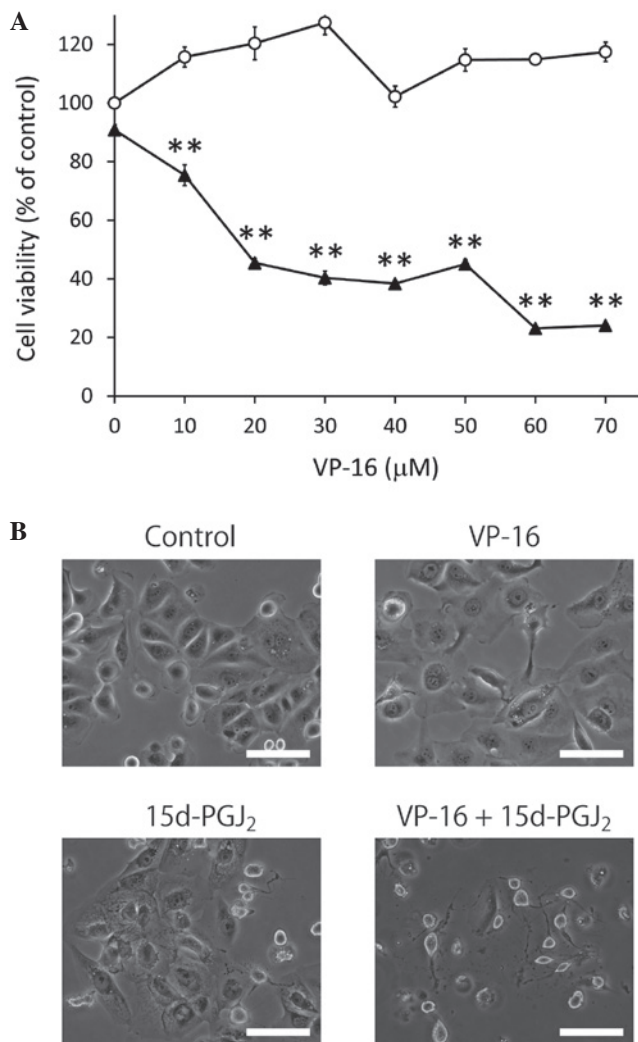 A
Cell viability (% of control)
120
100
80
60
40
20
0
** ** ** ** ** ** **
0 10 20 30 40 50 60 70
VP-16 (μM)
B
Control VP-16
15d-PGJ₂ VP-16 + 15d-PGJ₂